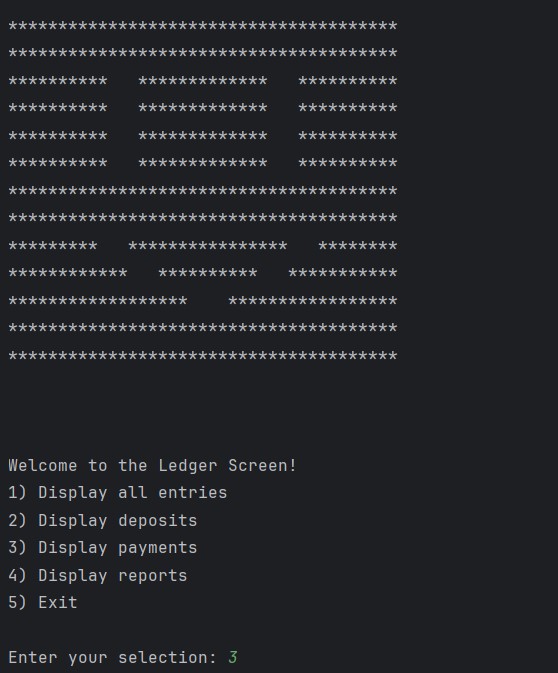 ***************************************
***************************************
**********   *************   **********
**********   *************   **********
**********   *************   **********
**********   *************   **********
***************************************
***************************************
*********   ****************   ********
************   **********   ***********
******************    *****************
***************************************
***************************************
Welcome to the Ledger Screen!
1) Display all entries
2) Display deposits
3) Display payments
4) Display reports
5) Exit
Enter your selection: 3